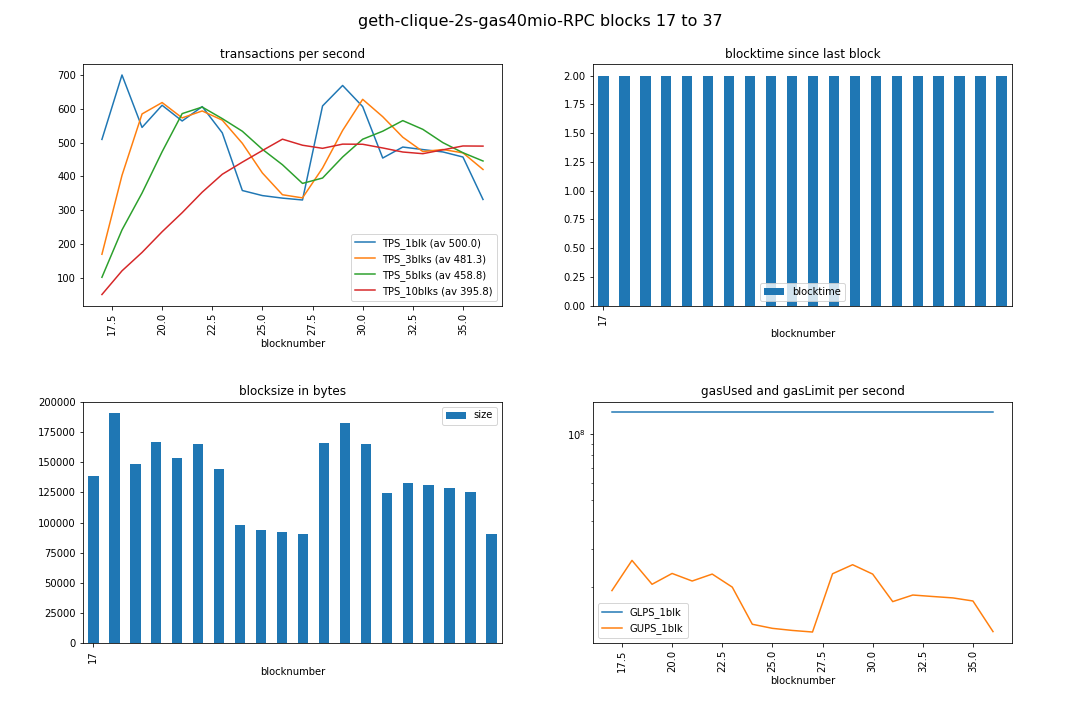 geth-clique-2s-gas40mio-RPC blocks 17 to 37
transactions per second
700
600
500
400
300
200
100
17.5
20.0
22.5
25.0
27.5
30.0
32.5
35.0
blocknumber
TPS_1blk (av 500.0)
TPS_3blks (av 481.3)
TPS_5blks (av 458.8)
TPS_10blks (av 395.8)
blocktime since last block
2.00
1.75
1.50
1.25
1.00
0.75
0.50
0.25
0.00
blocktime
17
blocknumber
blocksize in bytes
200000
175000
150000
125000
100000
75000
50000
25000
0
size
17
blocknumber
gasUsed and gasLimit per second
10⁸
GLPS_1blk
GUPS_1blk
17.5
20.0
22.5
25.0
27.5
30.0
32.5
35.0
blocknumber